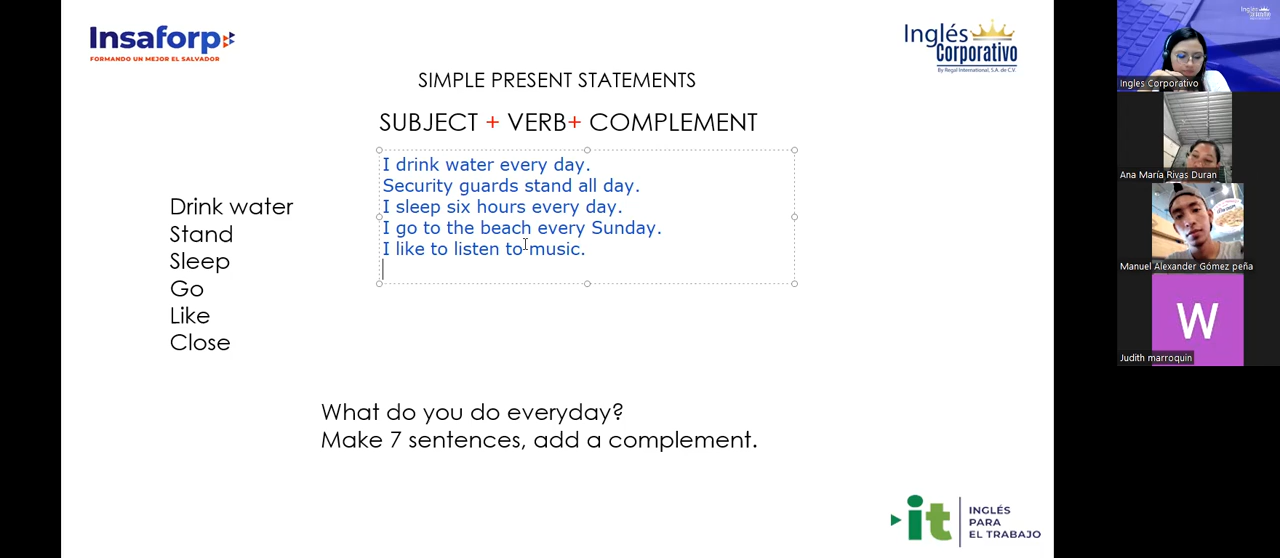 Insaforp
FORMANDO UN MEJOR EL SALVADOR
Inglés
Corporativo
By Regal International, S.A. de C.V.
SIMPLE PRESENT STATEMENTS
SUBJECT + VERB+ COMPLEMENT
I drink water every day.
Security guards stand all day.
I sleep six hours every day.
I go to the beach every Sunday.
I like to listen to music.
Drink water
Stand
Sleep
Go
Like
Close
What do you do everyday?
Make 7 sentences, add a complement.
it
INGLÉS
PARA
EL TRABAJO
Ingles Corporativo
Ana María Rivas Duran
Manuel Alexander Gómez peña
W
Judith marroquin